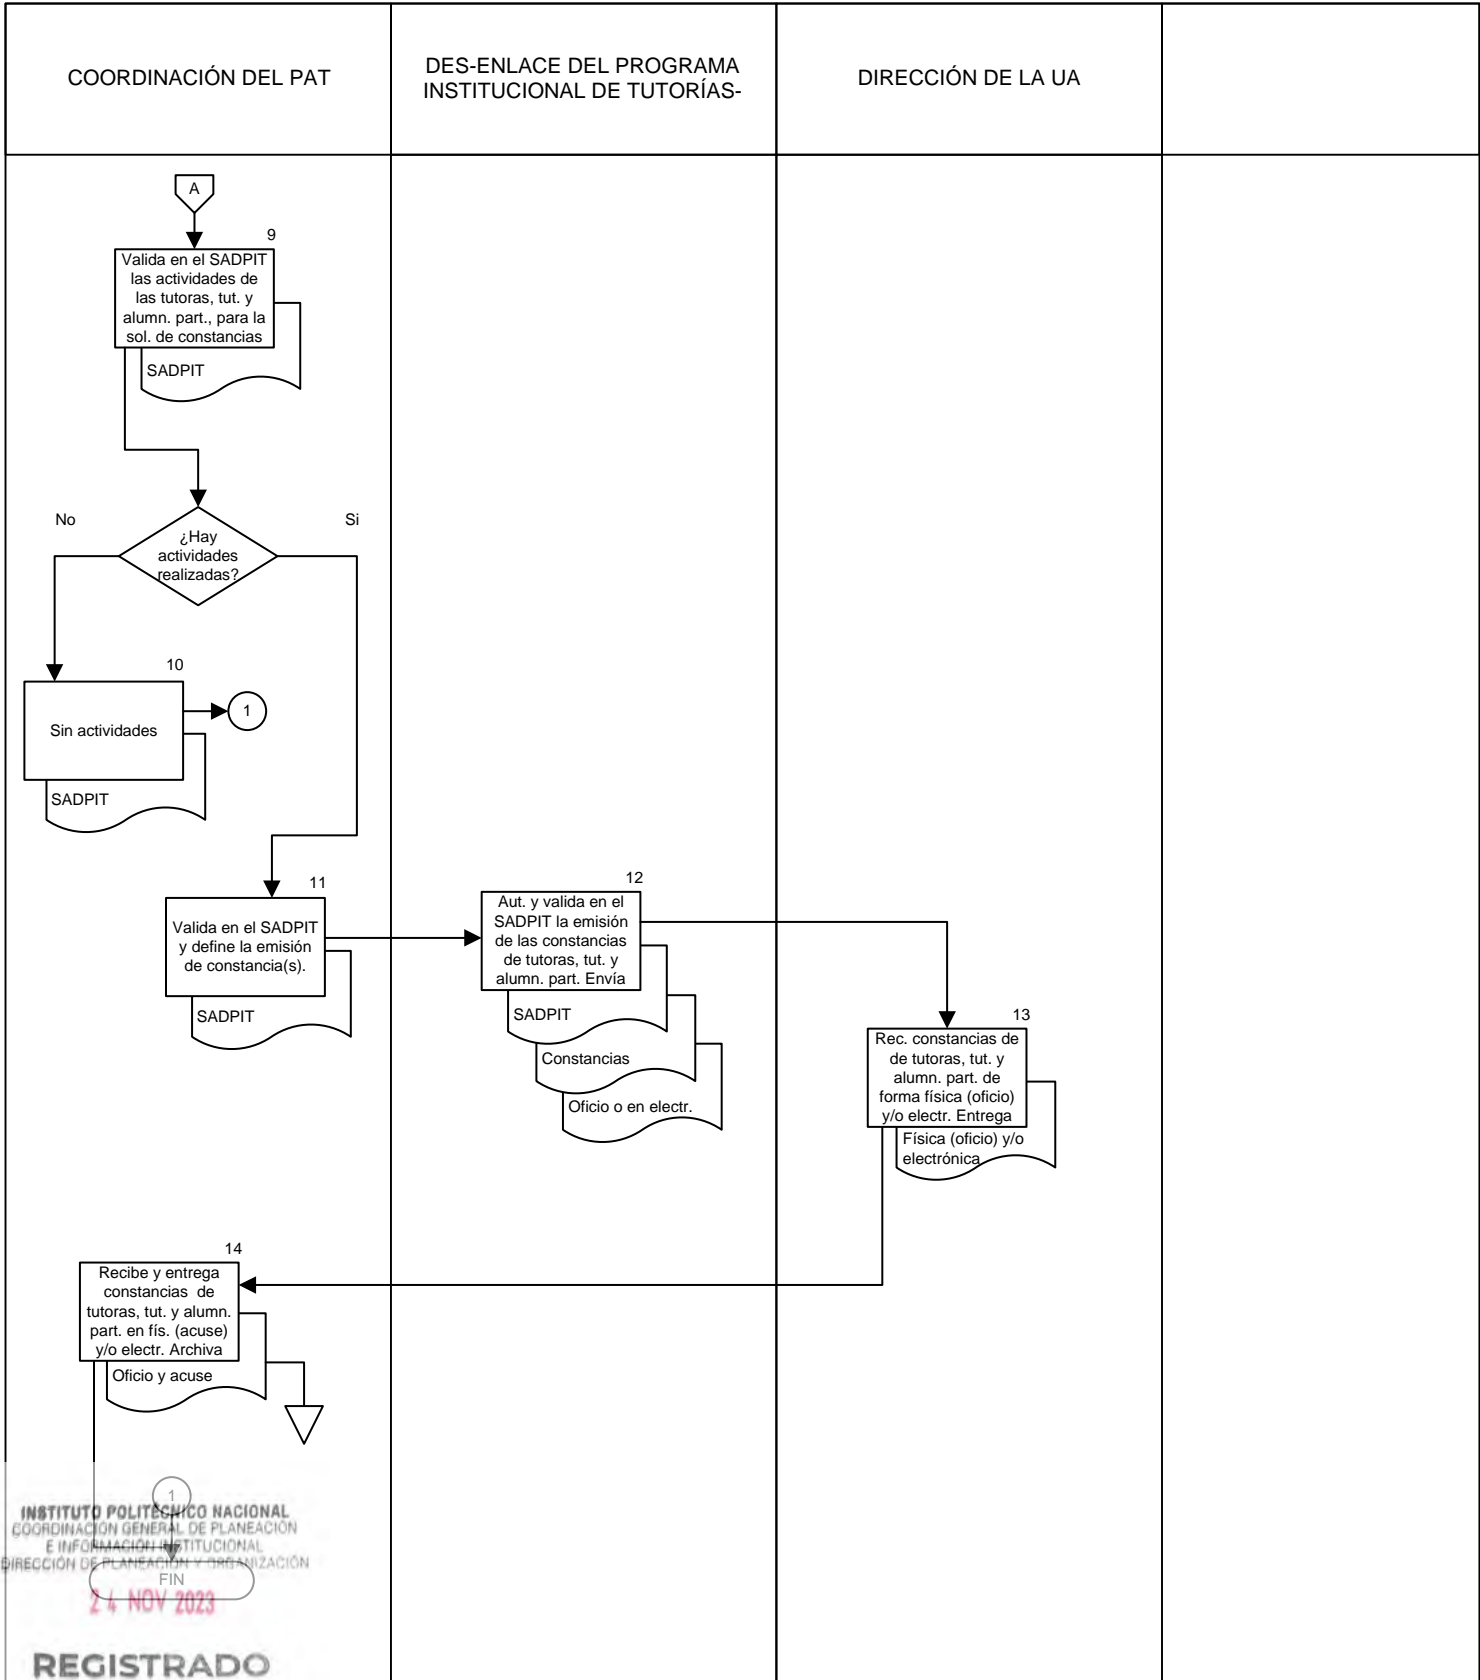 COORDINACIÓN DEL PAT
DES-ENLACE DEL PROGRAMA
INSTITUCIONAL DE TUTORÍAS-
DIRECCIÓN DE LA UA
A
9
Valida en el SADPIT
las actividades de
las tutoras, tut. y
alumn. part., para la
sol. de constancias
SADPIT
No
Si
¿Hay
actividades
realizadas?
10
Sin actividades
1
SADPIT
11
Valida en el SADPIT
y define la emisión
de constancia(s).
SADPIT
12
Aut. y valida en el
SADPIT la emisión
de las constancias
de tutoras, tut. y
alumn. part. Envía
SADPIT
Constancias
Oficio o en electr.
13
Rec. constancias de
de tutoras, tut. y
alumn. part. de
forma física (oficio)
y/o electr. Entrega
Física (oficio) y/o
electrónica
14
Recibe y entrega
constancias de
tutoras, tut. y alumn.
part. en fís. (acuse)
y/o electr. Archiva
Oficio y acuse
1
INSTITUTO POLITÉCNICO NACIONAL
COORDINACIÓN GENERAL DE PLANEACIÓN
E INFORMACIÓN INSTITUCIONAL
DIRECCIÓN DE PLANEACIÓN Y ORGANIZACIÓN
FIN
24 NOV 2023
REGISTRADO